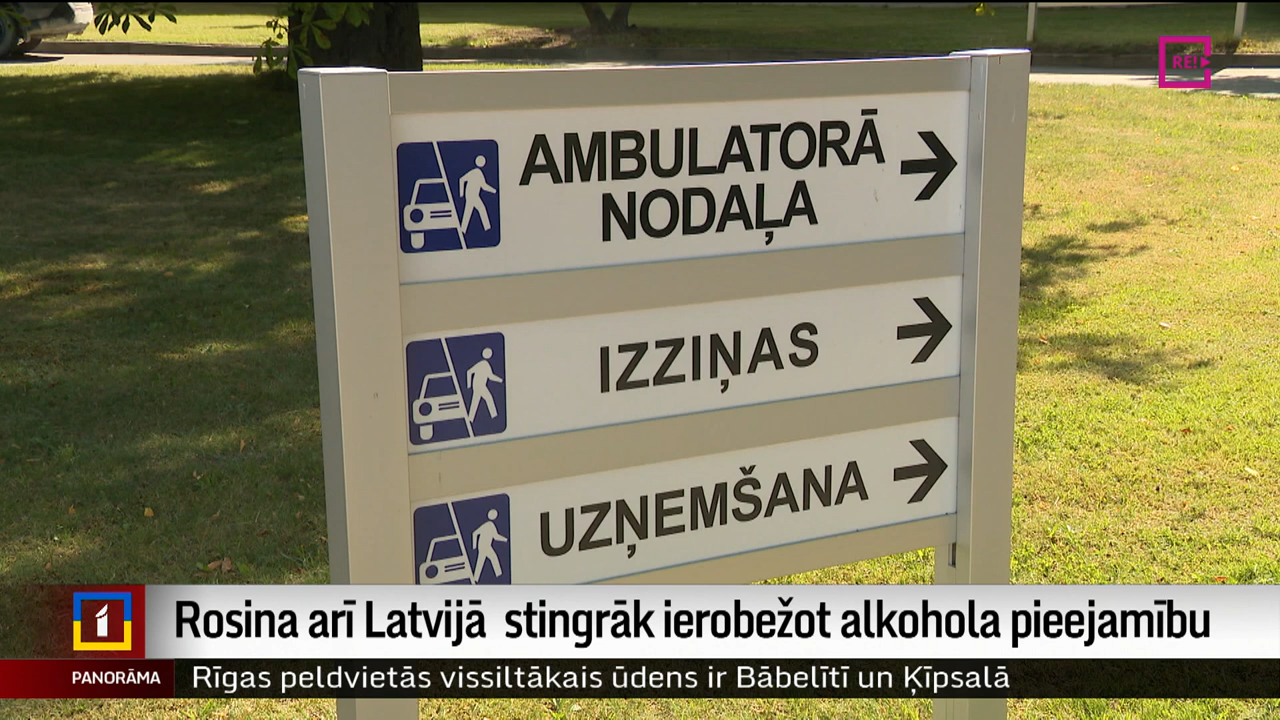 RE!
AMBULATORĀ
NODAĻA
IZZIŅAS
UZŅEMŠANA
1
Rosina arī Latvijā stingrāk ierobežot alkohola pieejamību
PANORĀMA
Rīgas peldvietās vissiltākais ūdens ir Bābelītī un Ķīpsalā